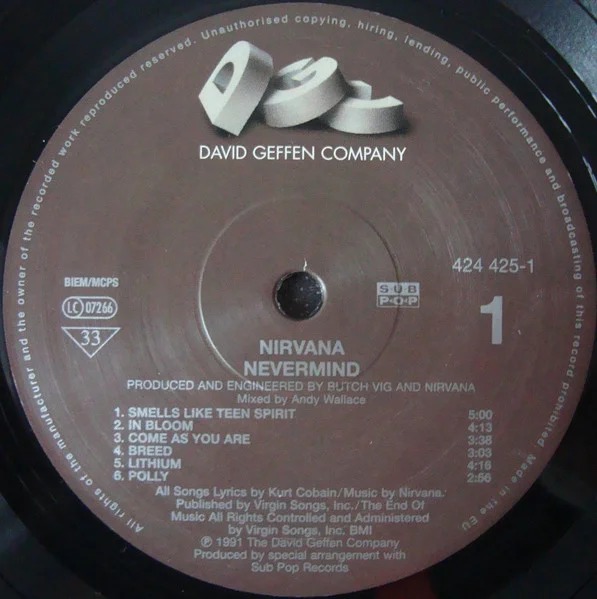 All rights of the manufacturer and the owner of the recorded work reproduced reserved. Unauthorised copying, hiring, lending, public performance and broadcasting of this record prohibited. Made in the EU
DGC
DAVID GEFFEN COMPANY
BIEM/MCPS
LC 07266
33
424 425-1
SUB
POP
1
NIRVANA
NEVERMIND
PRODUCED AND ENGINEERED BY BUTCH VIG AND NIRVANA
Mixed by Andy Wallace
1. SMELLS LIKE TEEN SPIRIT 5:00
2. IN BLOOM 4:13
3. COME AS YOU ARE 3:38
4. BREED 3:03
5. LITHIUM 4:16
6. POLLY 2:56
All Songs Lyrics by Kurt Cobain/Music by Nirvana.
Published by Virgin Songs, Inc./The End Of
Music All Rights Controlled and Administered
by Virgin Songs, Inc. BMI
℗ 1991 The David Geffen Company
Produced by special arrangement with
Sub Pop Records